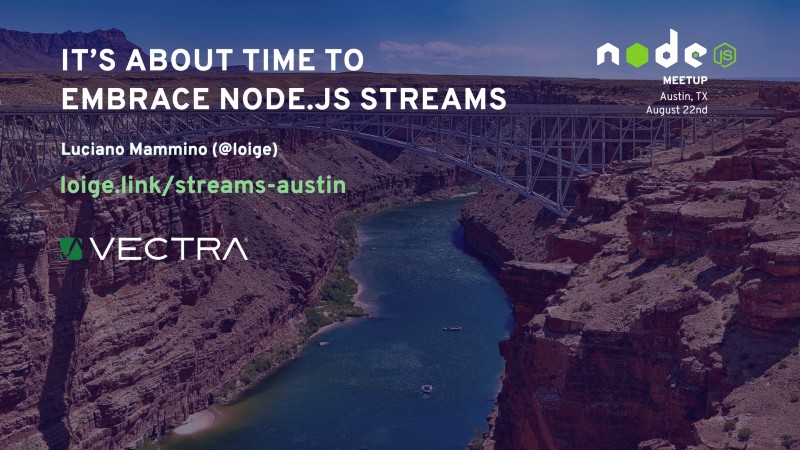 IT’S ABOUT TIME TO
EMBRACE NODE.JS STREAMS
Luciano Mammino (@loige)
loige.link/streams-austin
VECTRA
node
JS
MEETUP
Austin, TX
August 22nd